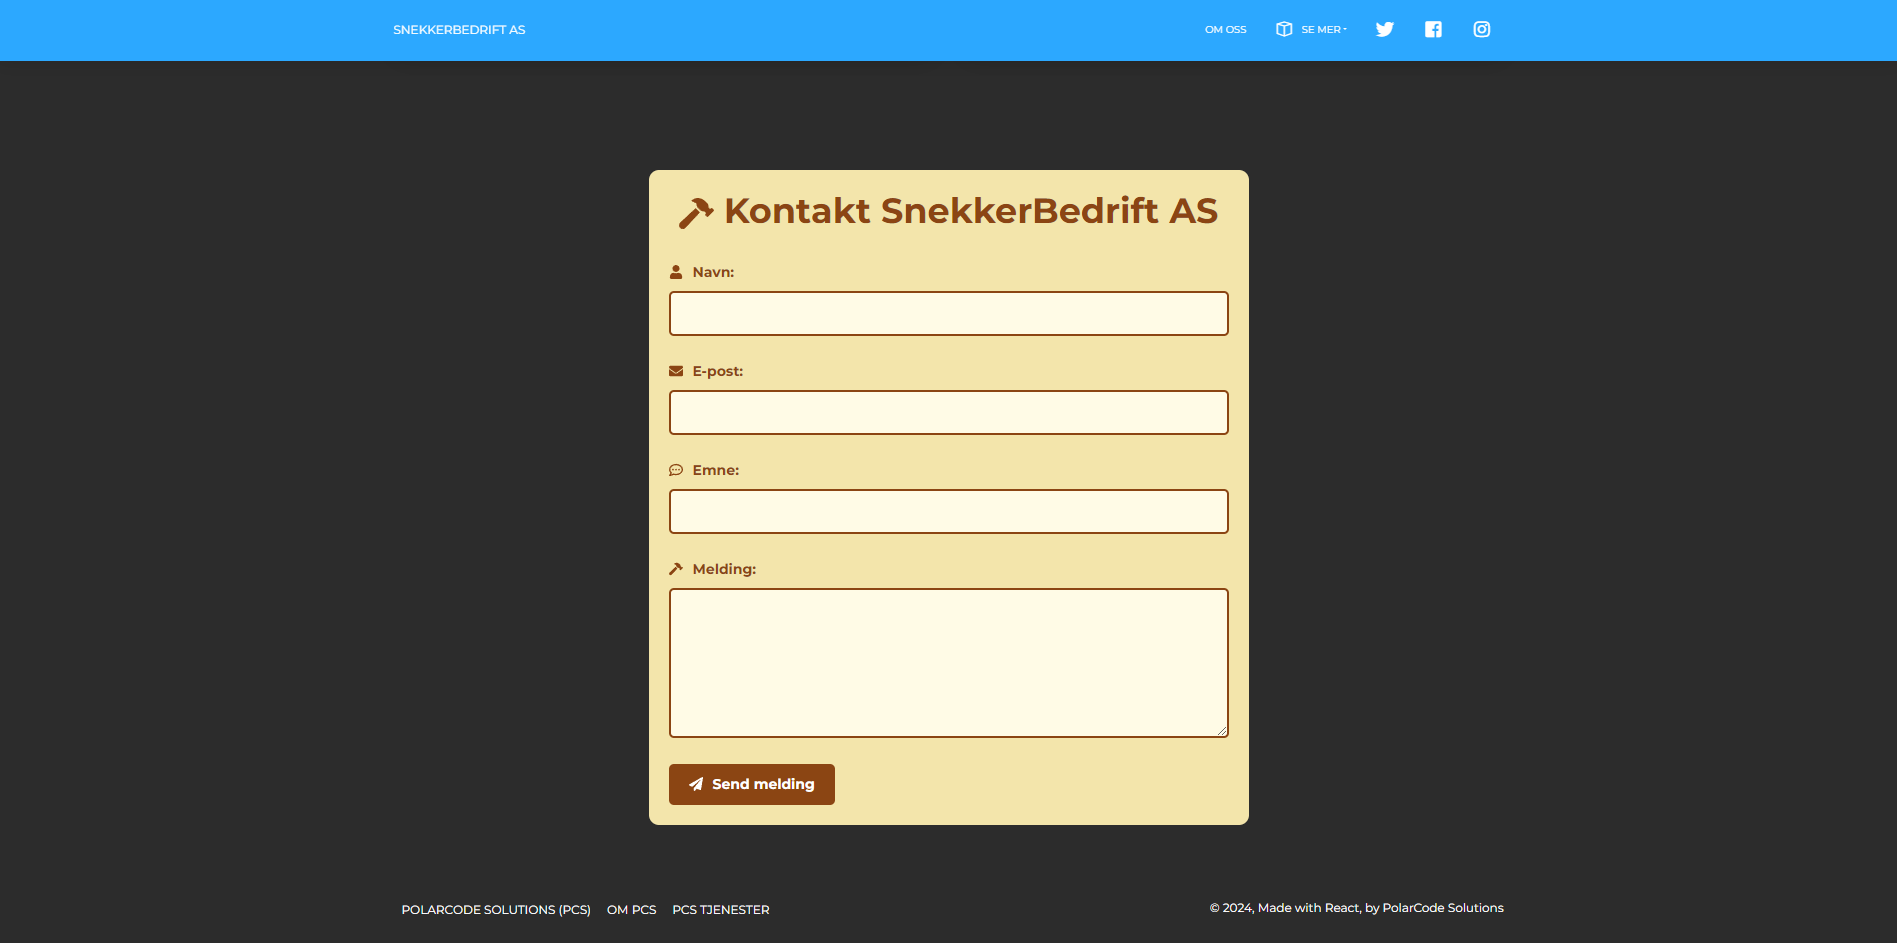 SNEKKERBEDRIFT AS
OM OSS
SE MER
Kontakt SnekkerBedrift AS
Navn:
E-post:
Emne:
Melding:
Send melding
POLARCODE SOLUTIONS (PCS) OM PCS PCS TJENESTER
© 2024, Made with React, by PolarCode Solutions